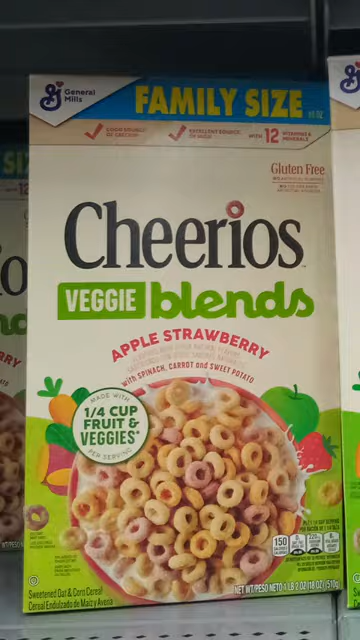 General
Mills
FAMILY SIZE
GOOD SOURCE
OF CALCIUM
EXCELLENT SOURCE
WITH 12 VITAMINS &
MINERALS
Gluten Free
Cheerios
VEGGIE blends
APPLE STRAWBERRY
with SPINACH, CARROT and SWEET POTATO
MADE WITH
1/4 CUP
FRUIT &
VEGGIES*
PER SERVING
150
Sweetened Oat & Corn Cereal
Cereal Endulzado de Maíz y Avena
NET WT/PESO NETO 1 LB 2 OZ (18 OZ) (510g)